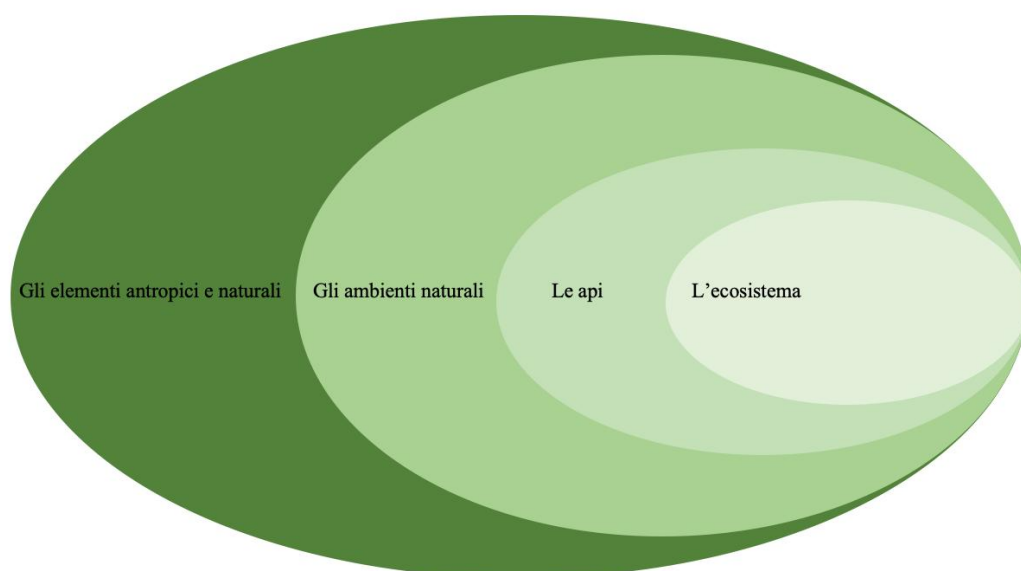 Gli elementi antropici e naturali
Gli ambienti naturali
Le api
L’ecosistema